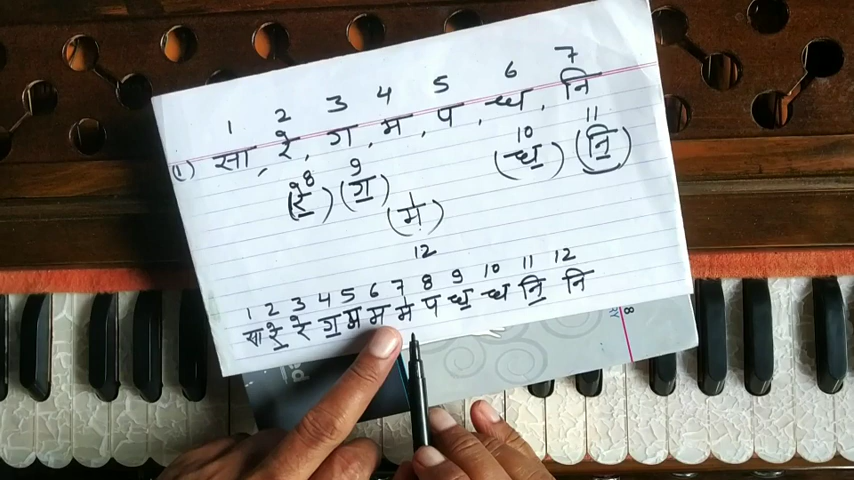 1 2 3 4 5 6 7
(१) सा, रे, ग, म, प, ध, नि
8 9 10 11
(रे॒) (ग॒) (ध॒) (नि॒)
(म॑)
12
1 2 3 4 5 6 7 8 9 10 11 12
सा रे॒ रे ग॒ म म म॑ प ध॒ ध नि॒ नि